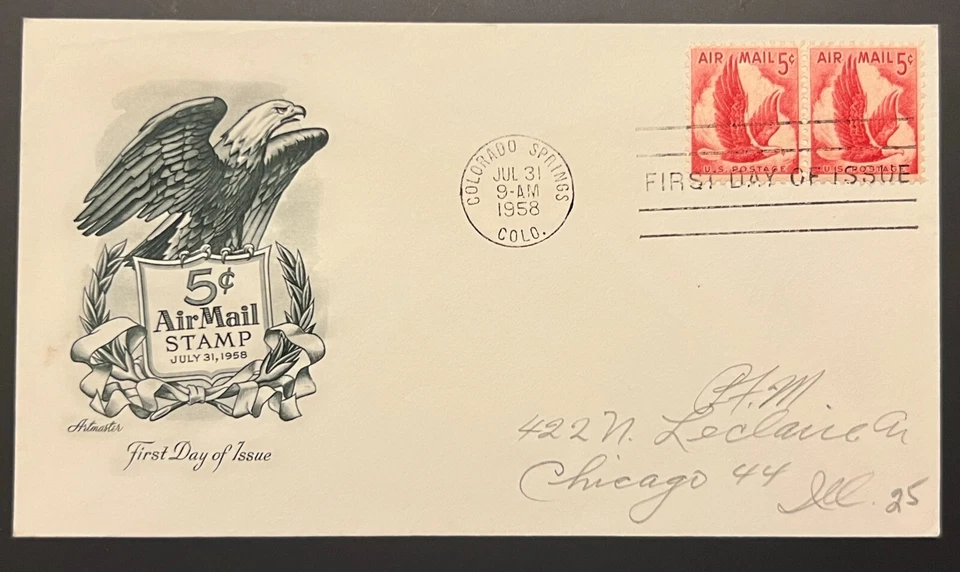 AIR MAIL 5¢
U.S. POSTAGE
AIR MAIL 5¢
U.S. POSTAGE
COLORADO SPRINGS
JUL 31
9-AM
1958
COLO.
FIRST DAY OF ISSUE
5¢
Air Mail
STAMP
JULY 31, 1958
Artmaster
First Day of Issue
422 N. Leclaire
Chicago 44
Ill. 25